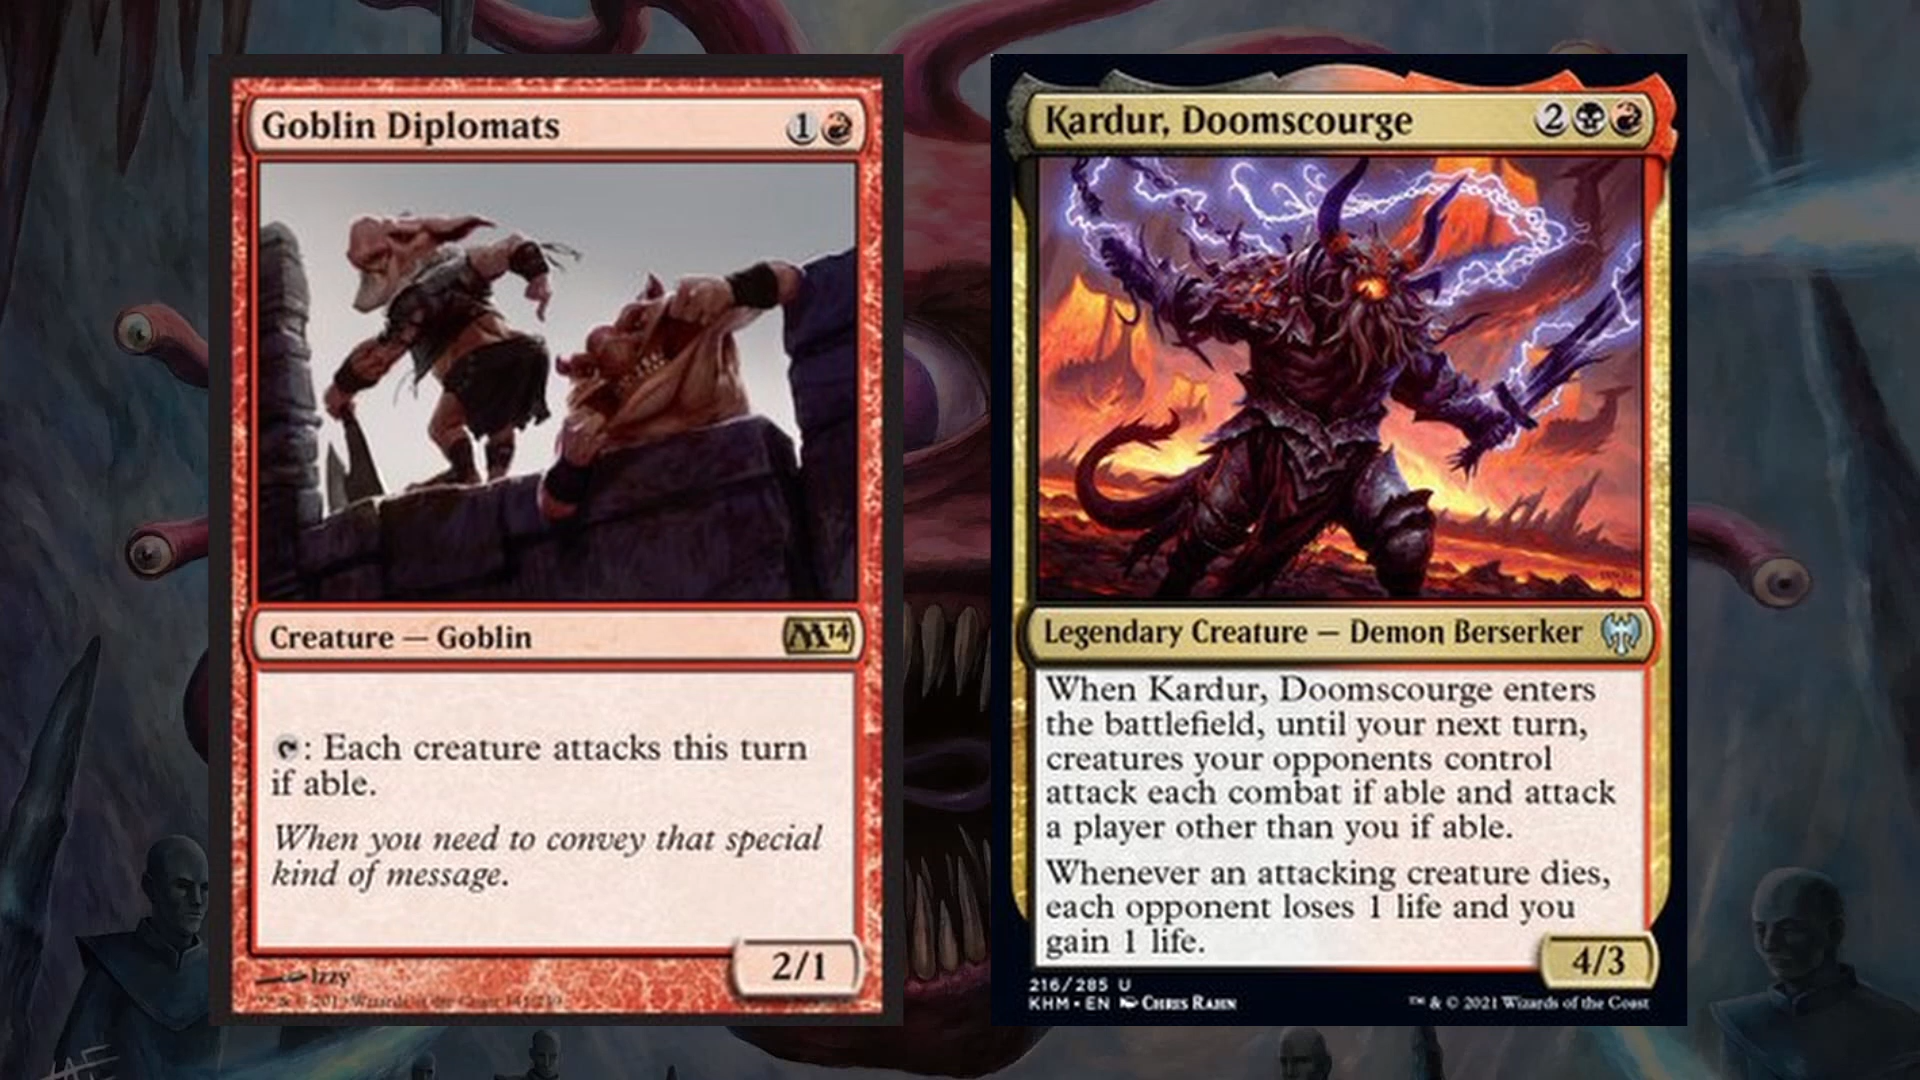 Goblin Diplomats
1
Creature — Goblin
M14
: Each creature attacks this turn
if able.
When you need to convey that special
kind of message.
2/1
Izzy
Kardur, Doomscourge
2
Legendary Creature — Demon Berserker
When Kardur, Doomscourge enters
the battlefield, until your next turn,
creatures your opponents control
attack each combat if able and attack
a player other than you if able.
Whenever an attacking creature dies,
each opponent loses 1 life and you
gain 1 life.
4/3
216/285 U
KHM • EN Chris Rahn
™ & © 2021 Wizards of the Coast